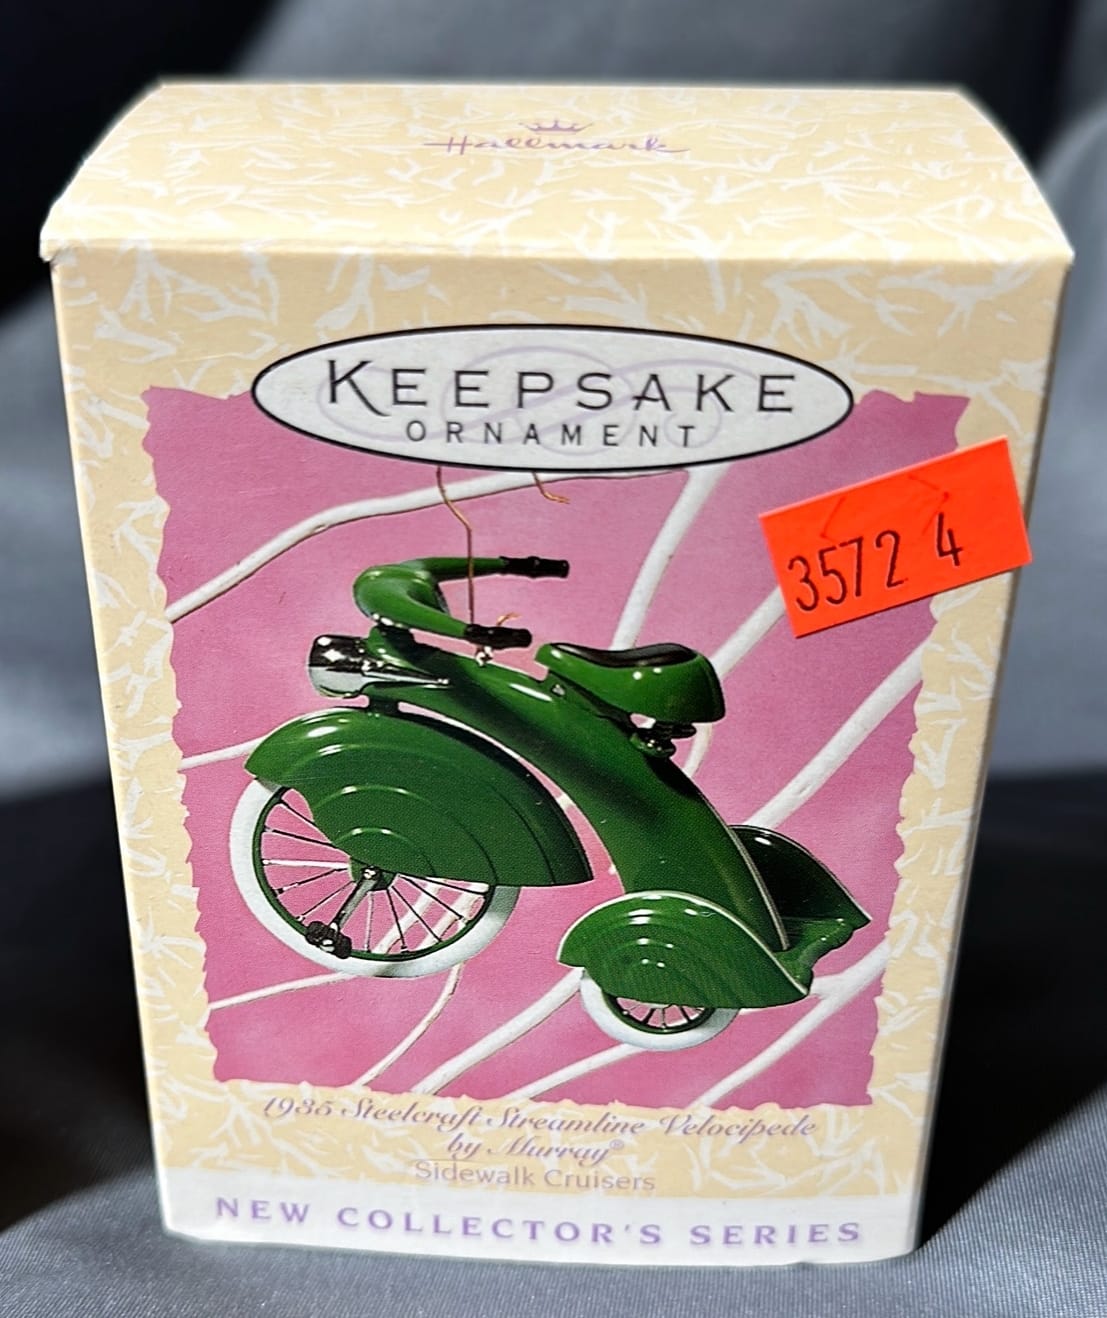 Hallmark
KEEPSAKE
ORNAMENT
3572 4
1935 Steelcraft Streamline Velocipede
by Murray®
Sidewalk Cruisers
NEW COLLECTOR'S SERIES